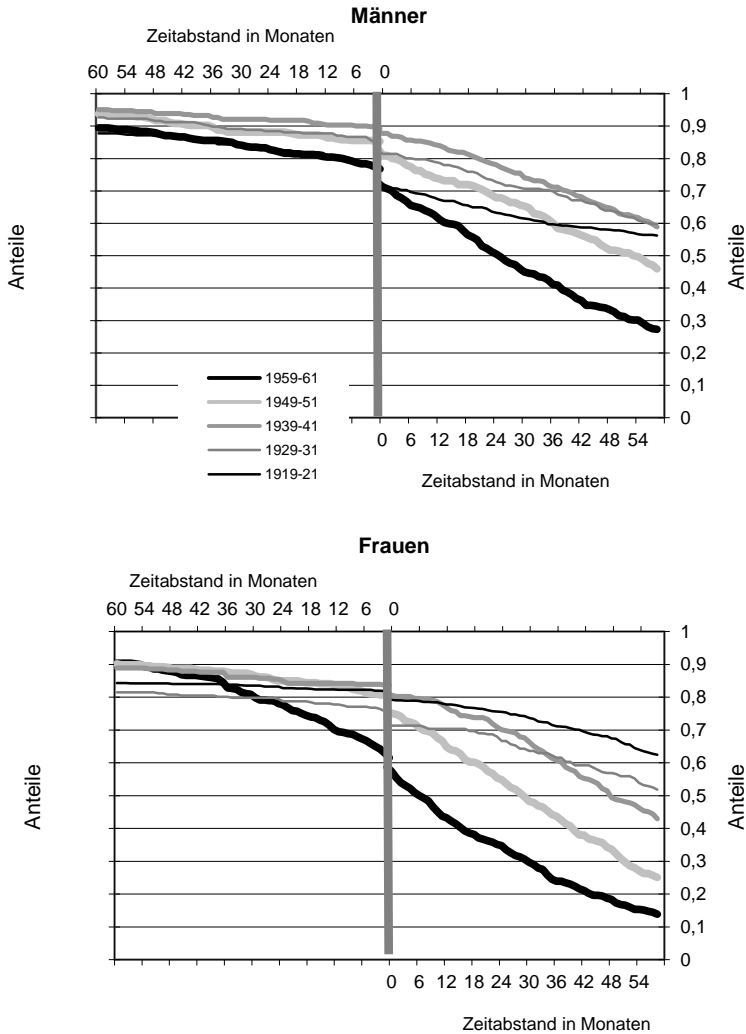 Männer
Zeitabstand in Monaten
60 54 48 42 36 30 24 18 12 6 0
1
0,9
0,8
0,7
0,6
0,5
0,4
0,3
0,2
0,1
0
Anteile
Anteile
1959-61
1949-51
1939-41
1929-31
1919-21
0 6 12 18 24 30 36 42 48 54
Zeitabstand in Monaten
Frauen
Zeitabstand in Monaten
60 54 48 42 36 30 24 18 12 6 0
1
0,9
0,8
0,7
0,6
0,5
0,4
0,3
0,2
0,1
0
Anteile
Anteile
0 6 12 18 24 30 36 42 48 54
Zeitabstand in Monaten